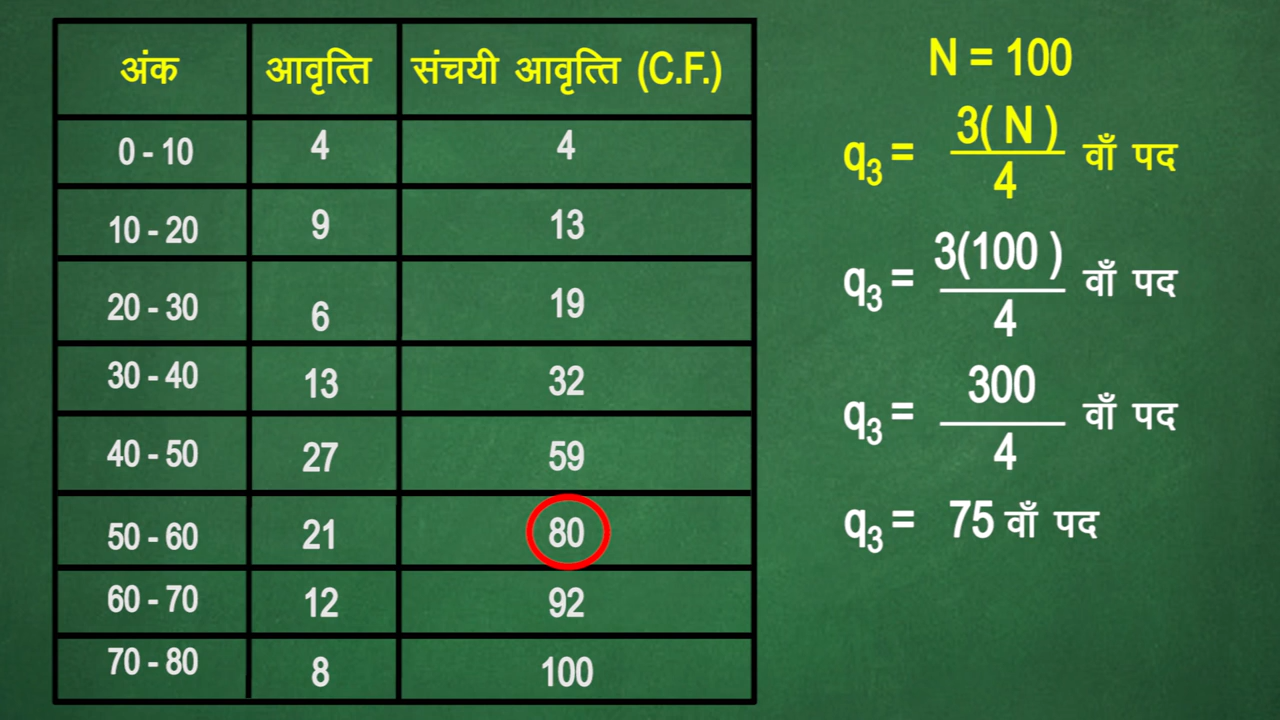 अंक आवृत्ति संचयी आवृत्ति (C.F.)
0 - 10 4 4
10 - 20 9 13
20 - 30 6 19
30 - 40 13 32
40 - 50 27 59
50 - 60 21 80
60 - 70 12 92
70 - 80 8 100
N = 100
q₃ = 3( N ) / 4 वाँ पद
q₃ = 3(100 ) / 4 वाँ पद
q₃ = 300 / 4 वाँ पद
q₃ = 75 वाँ पद